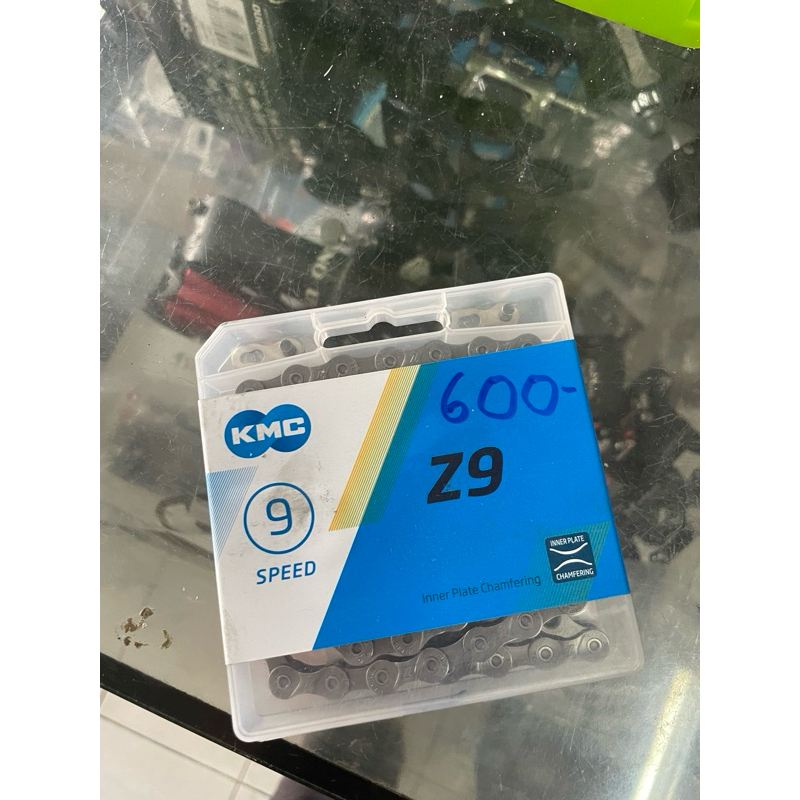 600-
KMC
Z9
9
SPEED
Inner Plate Chamfering
INNER PLATE
CHAMFERING